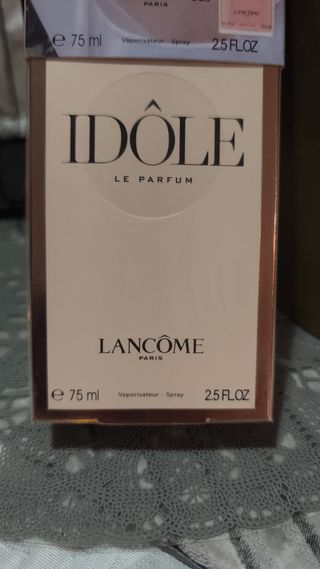 PARIS
℮ 75 ml Vaporisateur - Spray 2.5 FL.OZ
IDÔLE
LE PARFUM
LANCÔME
PARIS
℮ 75 ml Vaporisateur - Spray 2.5 FL.OZ